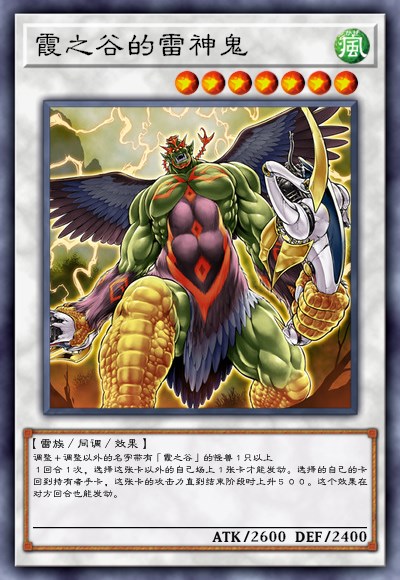 霞之谷的雷神鬼
風
【雷族／同调／效果】
调整＋调整以外的名字带有「霞之谷」的怪兽1只以上
1回合1次，选择这张卡以外的自己场上1张卡才能发动。选择的自己的卡
回到持有者手卡，这张卡的攻击力直到结束阶段时上升５００。这个效果在
对方回合也能发动。
ATK/2600 DEF/2400